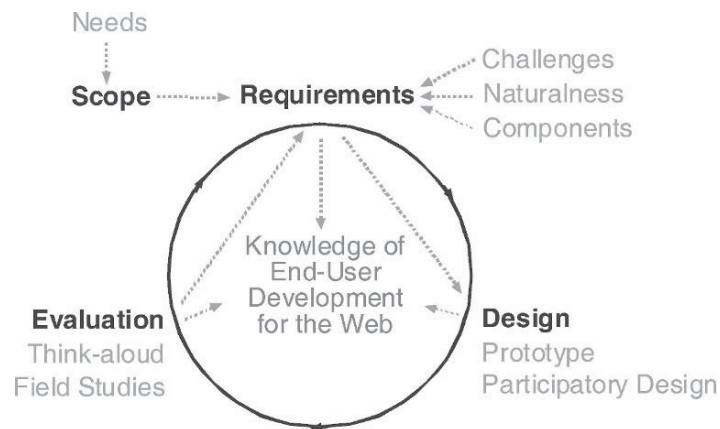 Needs
Scope
Requirements
Challenges
Naturalness
Components
Knowledge of
End-User
Development
for the Web
Evaluation
Think-aloud
Field Studies
Design
Prototype
Participatory Design